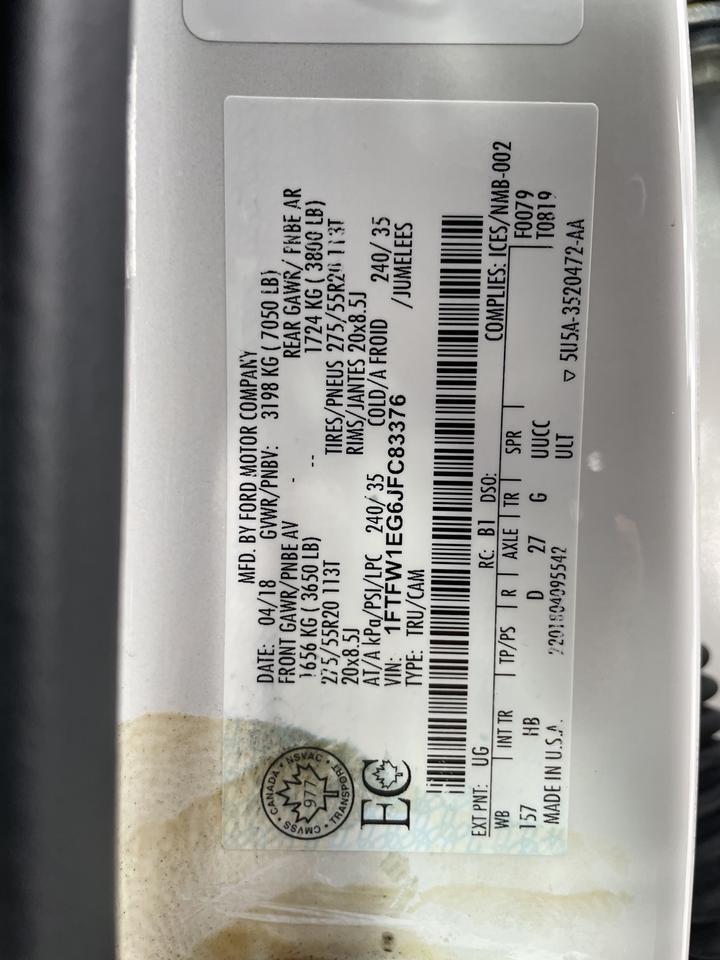 MFD. BY FORD MOTOR COMPANY
DATE: 04/18 GVWR/PNBV: 3198 KG ( 7050 LB)
FRONT GAWR/PNBE AV - REAR GAWR/ PNBE AR
1656 KG ( 3650 LB) -- 1724 KG ( 3800 LB)
275/55R20 113T TIRES/PNEUS 275/55R20 113T
20x8.5J RIMS/JANTES 20x8.5J
AT/A kPa/PSI/LPC 240/ 35 COLD/A FROID 240/ 35
VIN: 1FTFW1EG6JFC83376 /JUMELEES
TYPE: TRU/CAM
CMVSS • CANADA • NSVAC • TRANSPORT •
977
EC
EXT PNT: UG RC: B1 DSO: COMPLIES: ICES/NMB-002
WB INT TR TP/PS R AXLE TR SPR F0079
157 HB D 27 G UUCC T0819
MADE IN U.S.A. 201804095542 ULT ▽ 5U5A-3520472-AA